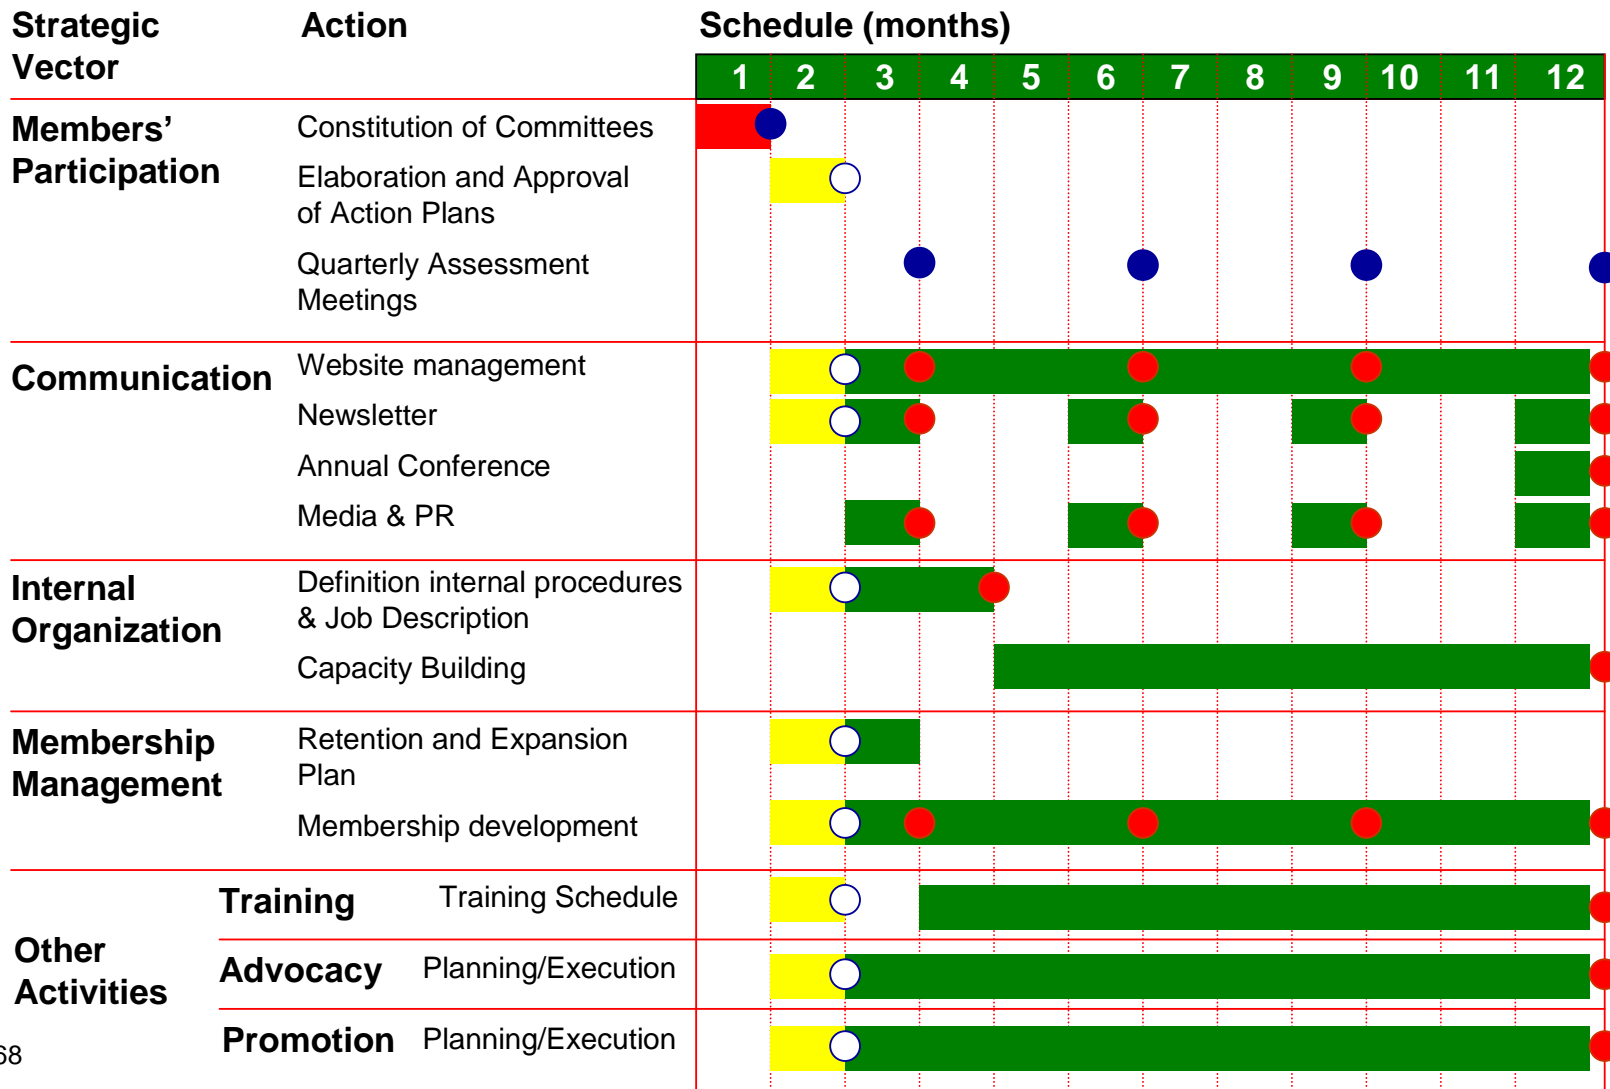 Strategic Vector
Action
Schedule (months)
1 2 3 4 5 6 7 8 9 10 11 12
Members'
Participation
Constitution of Committees
Elaboration and Approval
of Action Plans
Quarterly Assessment
Meetings
Communication
Website management
Newsletter
Annual Conference
Media & PR
Internal
Organization
Definition internal procedures
& Job Description
Capacity Building
Membership
Management
Retention and Expansion
Plan
Membership development
Other
Activities
Training
Training Schedule
Advocacy
Planning/Execution
Promotion
Planning/Execution
68